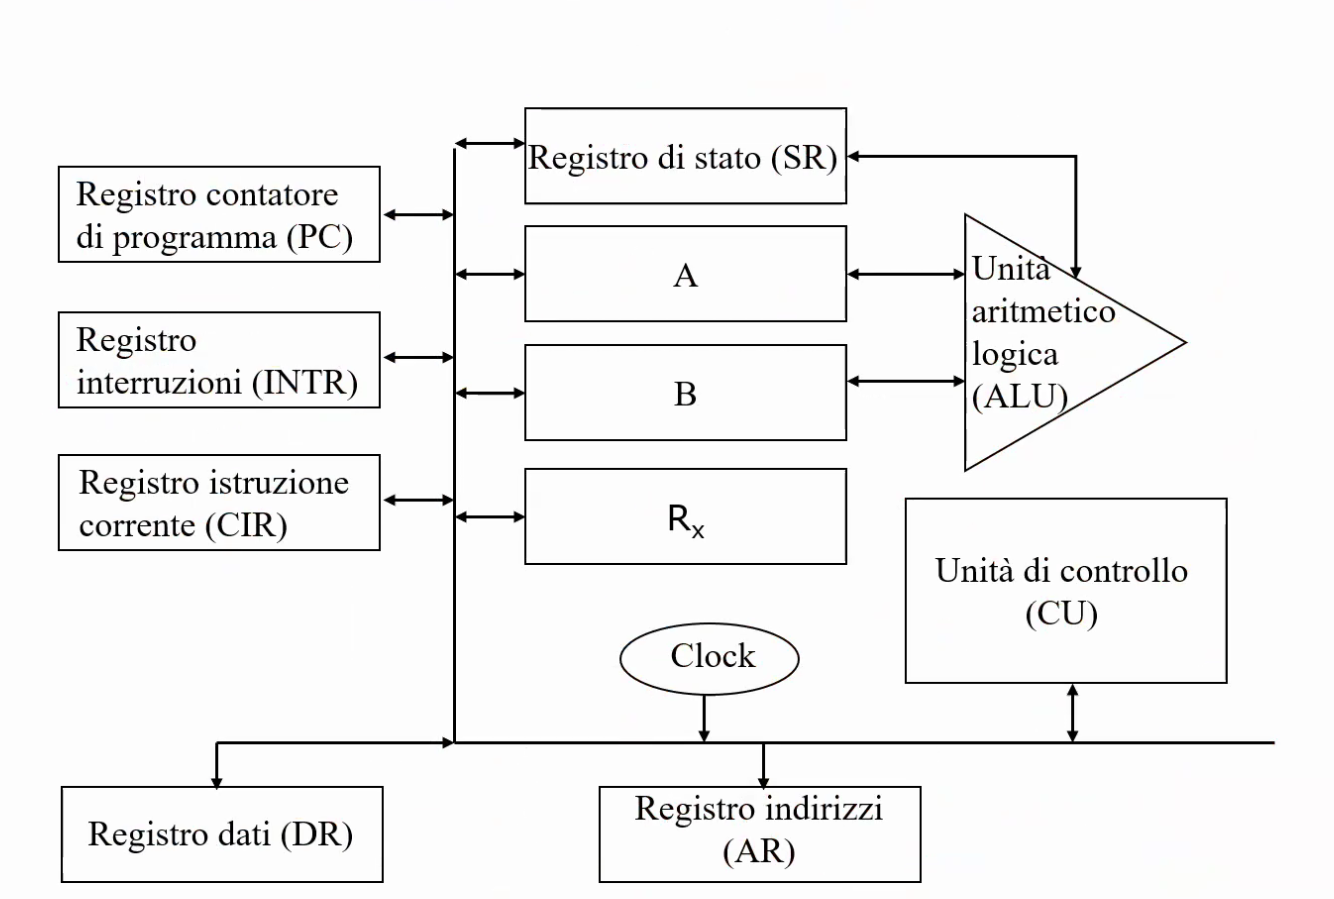 Registro di stato (SR)
Registro contatore
di programma (PC)
A
Unità
aritmetico
logica
(ALU)
Registro
interruzioni (INTR)
B
Registro istruzione
corrente (CIR)
Rx
Unità di controllo
(CU)
Clock
Registro dati (DR)
Registro indirizzi
(AR)